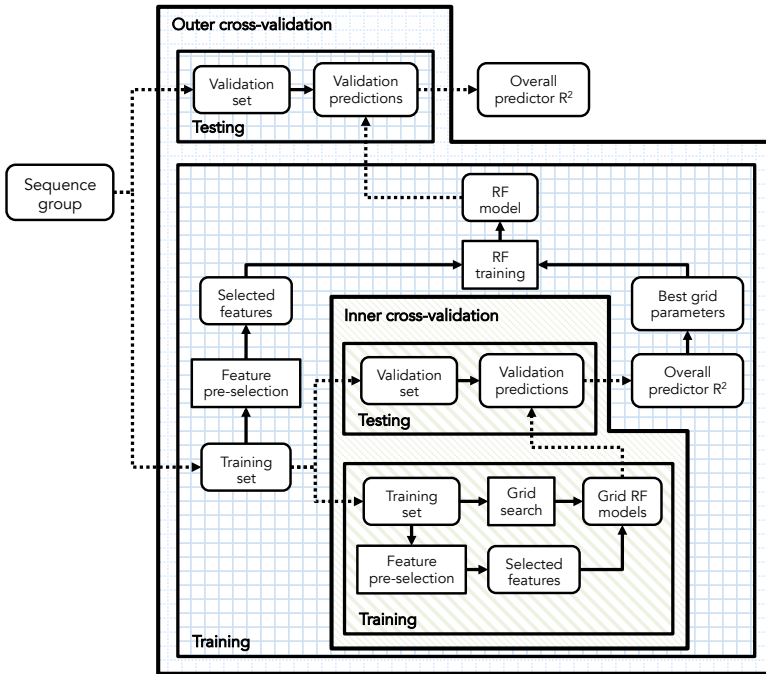 Outer cross-validation
Validation
set
Validation
predictions
Overall
predictor R²
Testing
Sequence
group
RF
model
RF
training
Selected
features
Best grid
parameters
Inner cross-validation
Feature
pre-selection
Validation
set
Validation
predictions
Overall
predictor R²
Testing
Training
set
Training
set
Grid
search
Grid RF
models
Feature
pre-selection
Selected
features
Training
Training